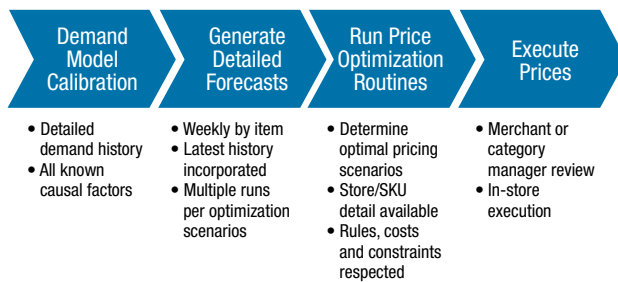 Demand
Model
Calibration
Generate
Detailed
Forecasts
Run Price
Optimization
Routines
Execute
Prices
• Detailed
demand history
• All known
causal factors
• Weekly by item
• Latest history
incorporated
• Multiple runs
per optimization
scenarios
• Determine
optimal pricing
scenarios
• Store/SKU
detail available
• Rules, costs
and constraints
respected
• Merchant or
category
manager review
• In-store
execution